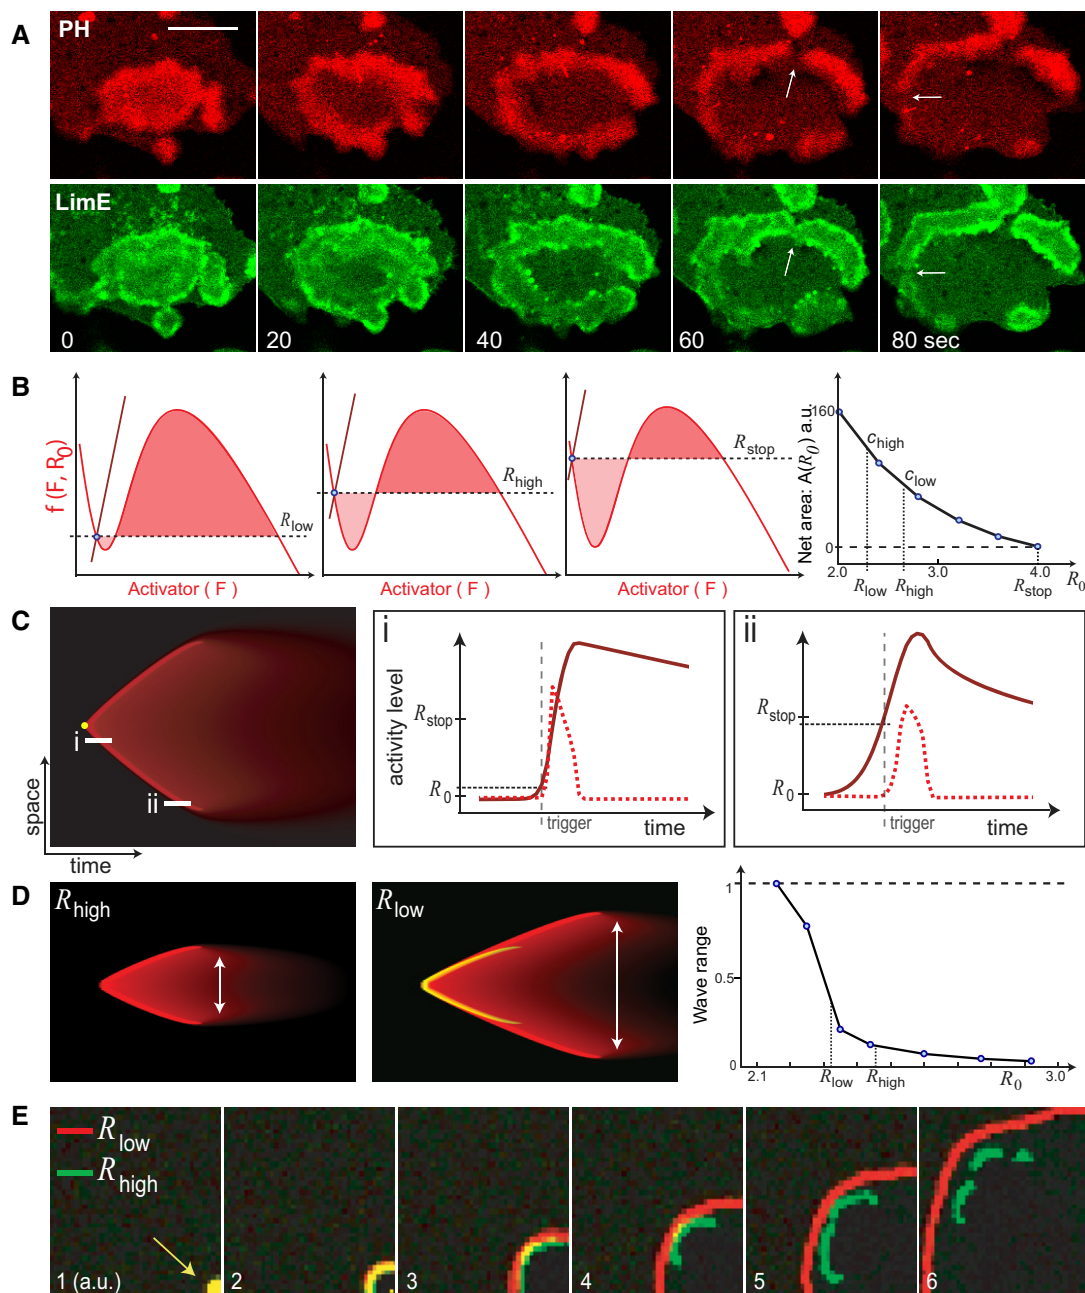 A
PH
LimE
0
20
40
60
80 sec
B
f (F, R0)
Rlow
Activator ( F )
Rhigh
Activator ( F )
Rstop
Activator ( F )
Net area: A(R0) a.u.
160
0
chigh
clow
2.0
3.0
4.0
R0
Rlow
Rhigh
Rstop
C
i
ii
space
time
i
activity level
Rstop
R0
trigger
time
ii
Rstop
R0
trigger
time
D
Rhigh
Rlow
Wave range
1
0.5
0
2.1
Rlow
Rhigh
R0
3.0
E
Rlow
Rhigh
1 (a.u.)
2
3
4
5
6